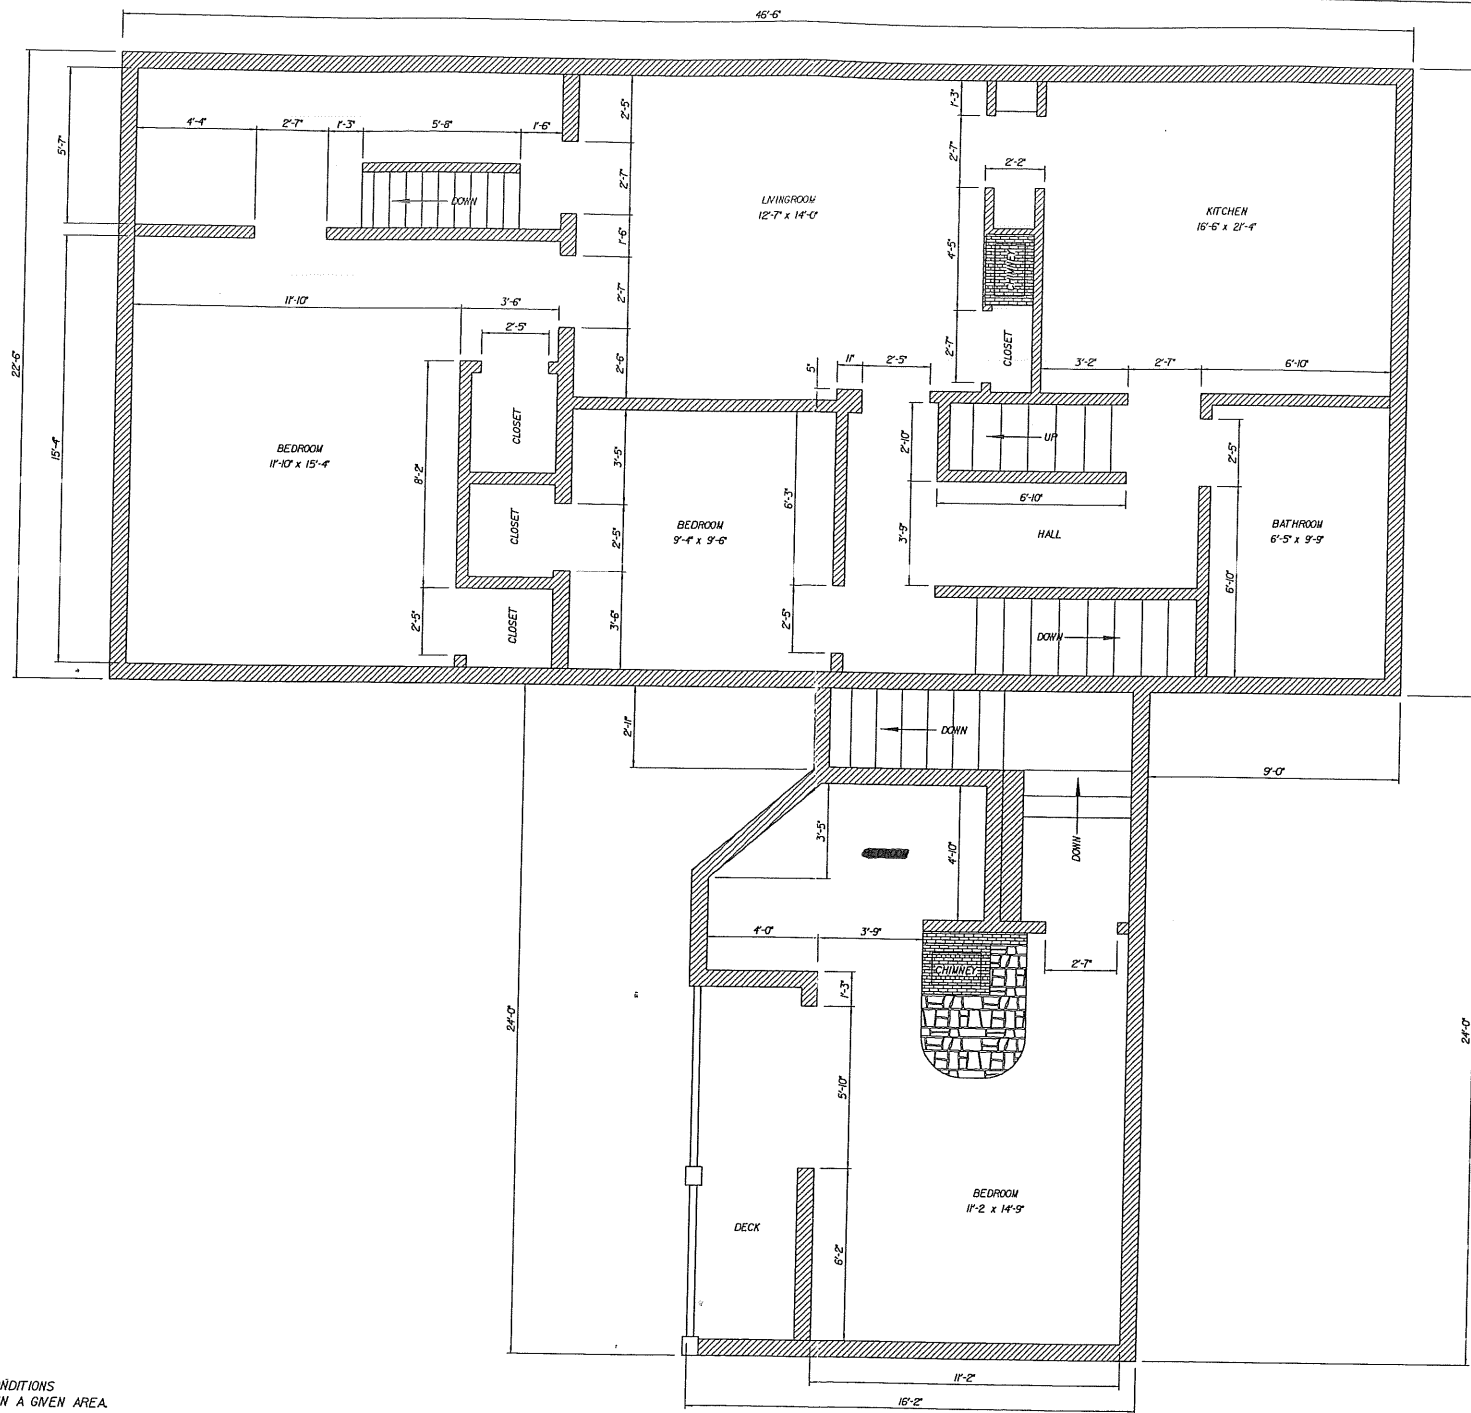 46'-6"
4'-4"
2'-7"
1'-3"
5'-8"
1'-6"
5'-7"
22'-6"
15'-4"
DOWN
2'-5"
2'-7"
1'-6"
2'-7"
2'-6"
LIVINGROOM
12'-7" x 14'-0"
1'-3"
2'-7"
2'-2"
4'-5"
CHIMNEY
2'-7"
CLOSET
KITCHEN
16'-6" x 21'-4"
11'-10"
3'-6"
2'-5"
5"
11"
2'-5"
3'-2"
2'-7"
6'-10"
BEDROOM
11'-10" x 15'-4"
8'-2"
CLOSET
CLOSET
CLOSET
2'-5"
3'-5"
2'-5"
3'-6"
BEDROOM
9'-4" x 9'-6"
6'-3"
2'-5"
2'-10"
UP
6'-10"
3'-9"
HALL
2'-5"
6'-10"
BATHROOM
6'-5" x 9'-9"
DOWN
2'-11"
DOWN
9'-0"
3'-5"
BEDROOM
4'-10"
DOWN
4'-0"
3'-9"
CHIMNEY
2'-7"
1'-3"
24'-0"
24'-0"
5'-10"
BEDROOM
11'-2 x 14'-9"
DECK
6'-2"
11'-2"
16'-2"
NDITIONS
N A GIVEN AREA.